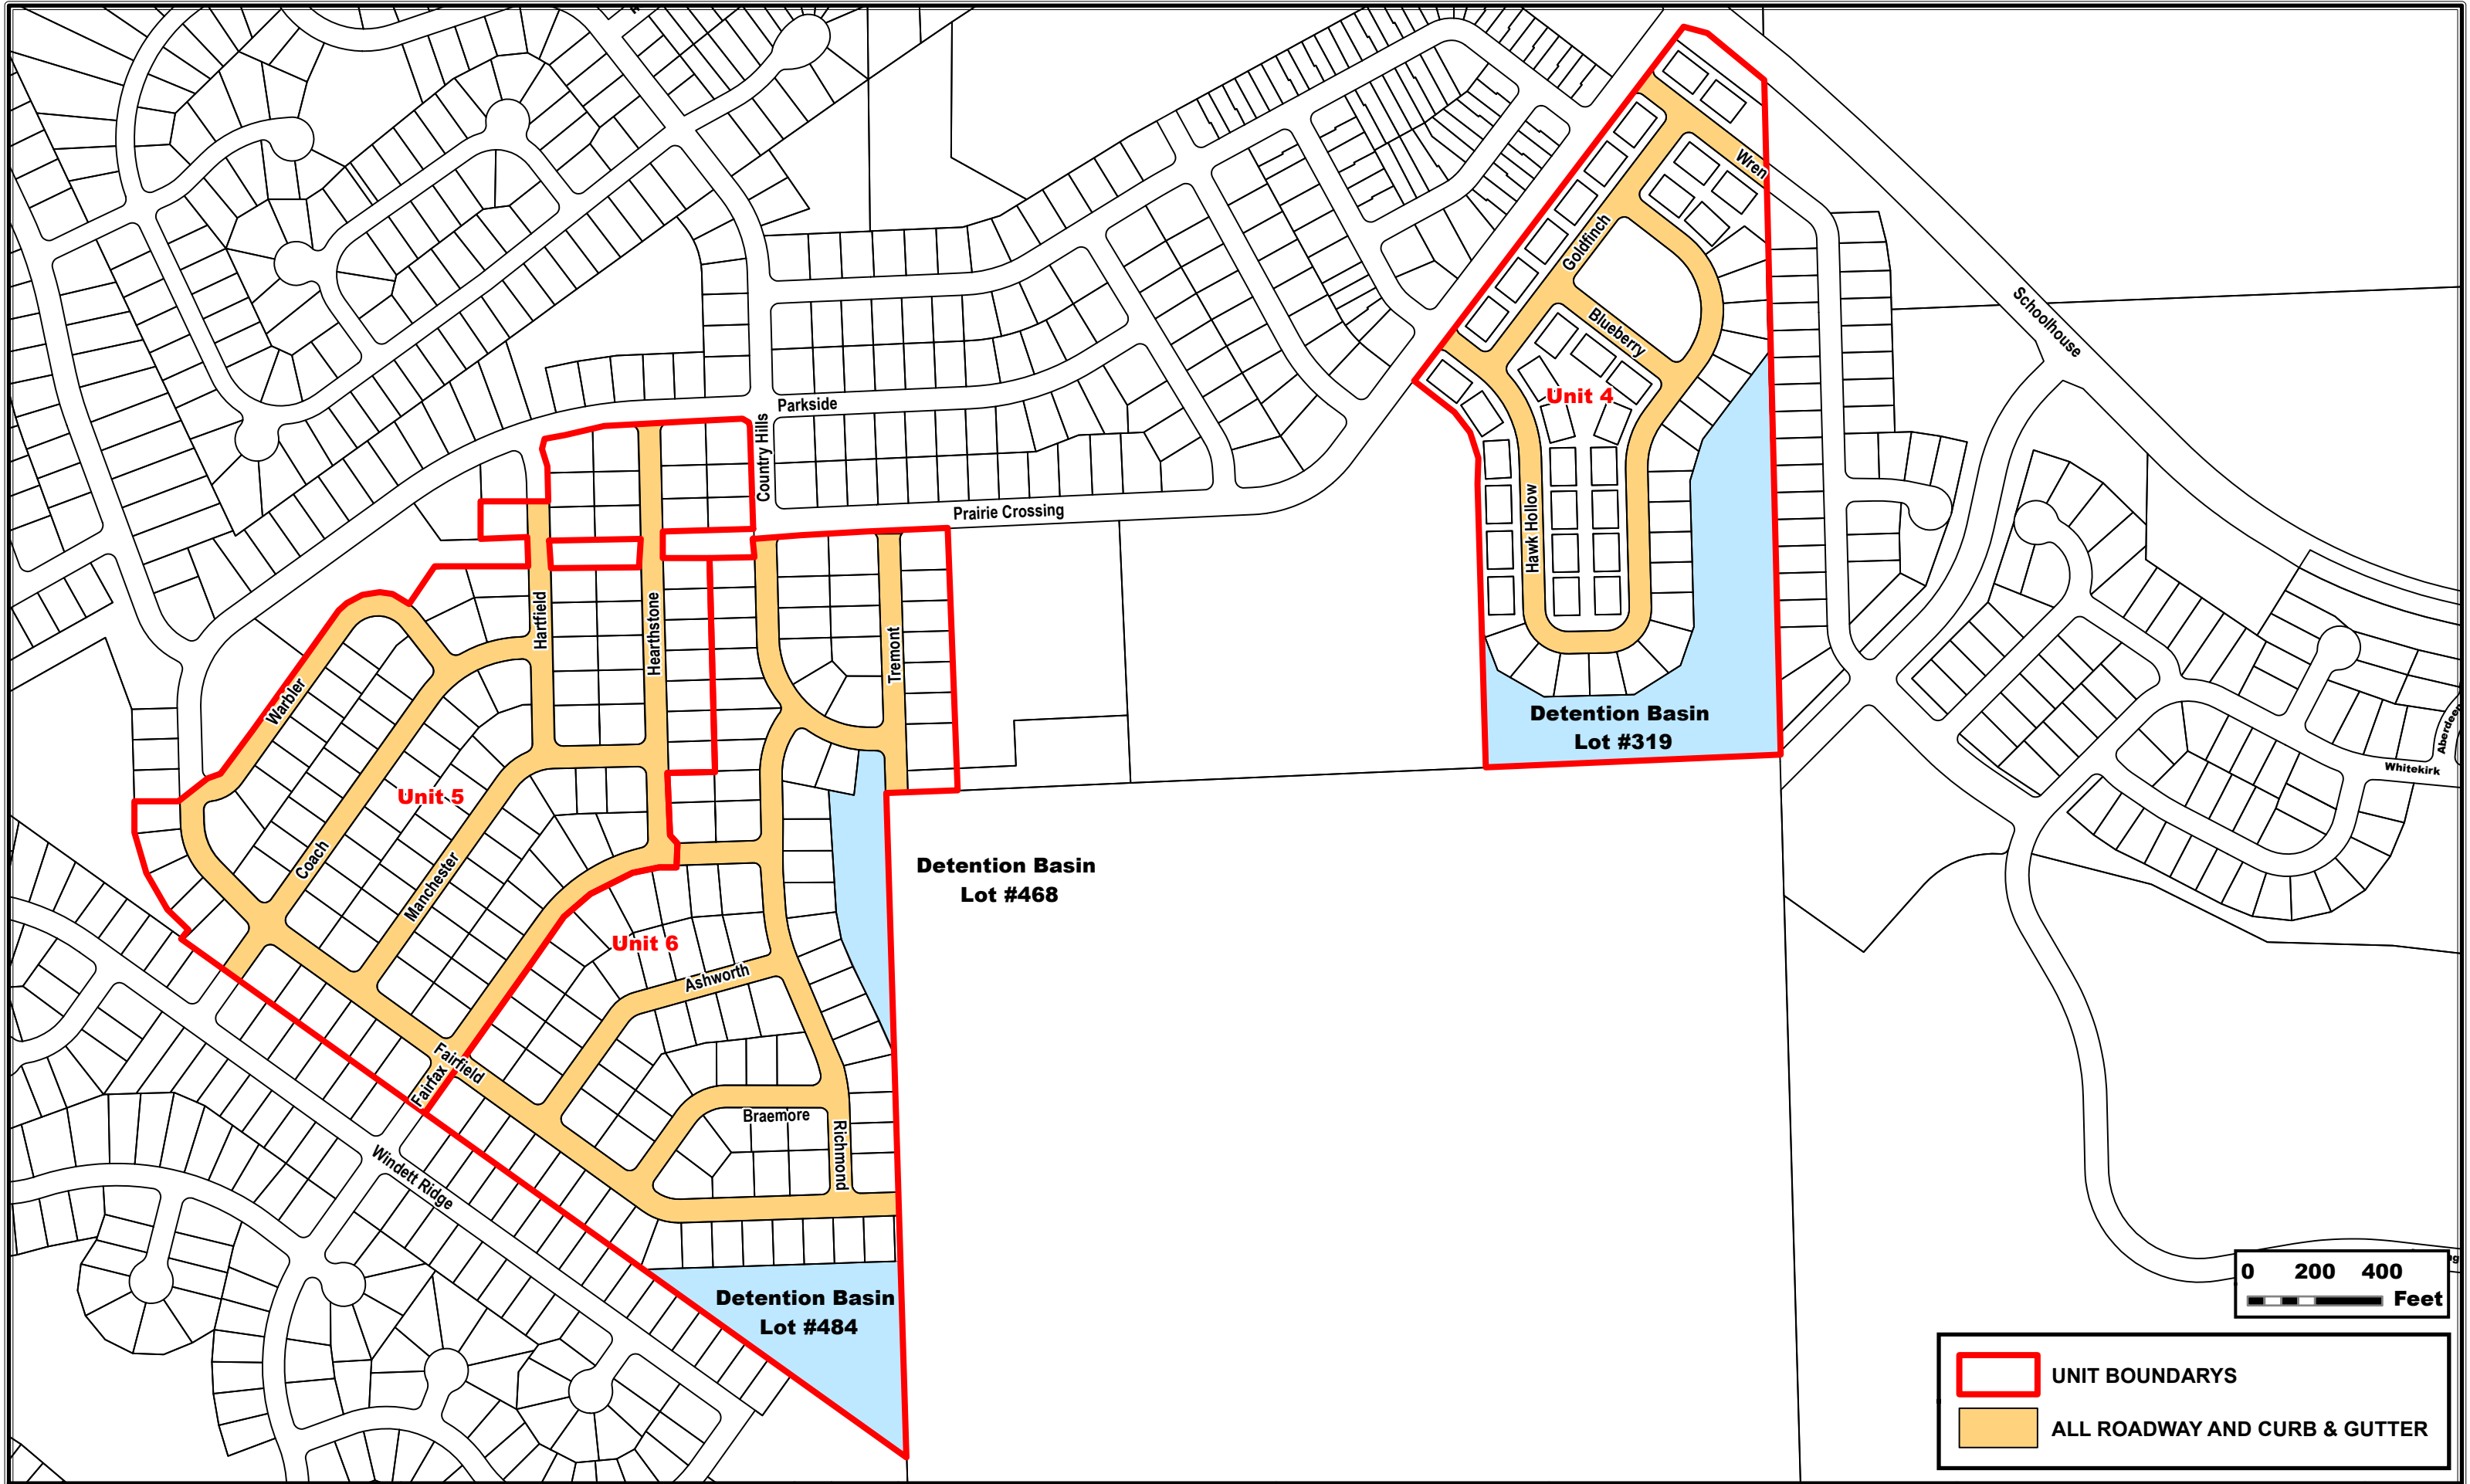 Wren
Goldfinch
Schoolhouse
Blueberry
Unit 4
Parkside
Country Hills
Prairie Crossing
Hawk Hollow
Hartfield
Hearthstone
Tremont
Warbler
Detention Basin
Lot #319
Aberdeen
Whitekirk
Unit 5
Coach
Manchester
Detention Basin
Lot #468
Unit 6
Ashworth
Fairfield
Fairfax
Braemore
Richmond
Windett Ridge
Detention Basin
Lot #484
0 200 400
Feet
UNIT BOUNDARYS
ALL ROADWAY AND CURB & GUTTER